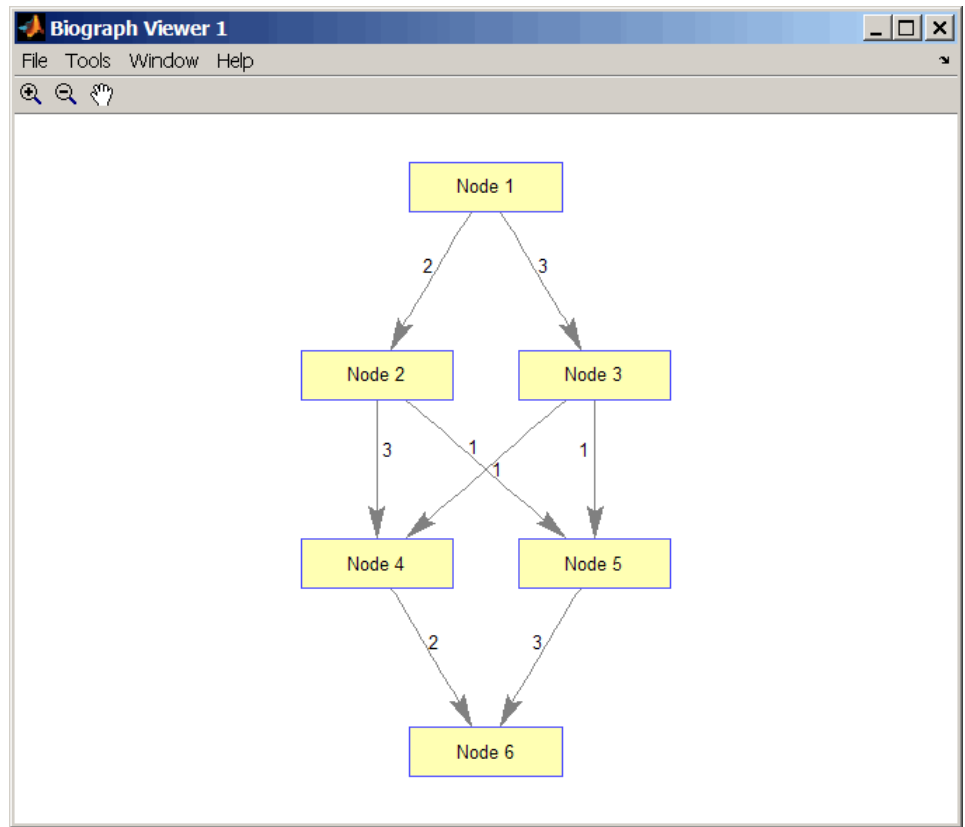 Biograph Viewer 1
File Tools Window Help
Node 1
2 3
Node 2 Node 3
3 1 1 1
Node 4 Node 5
2 3
Node 6